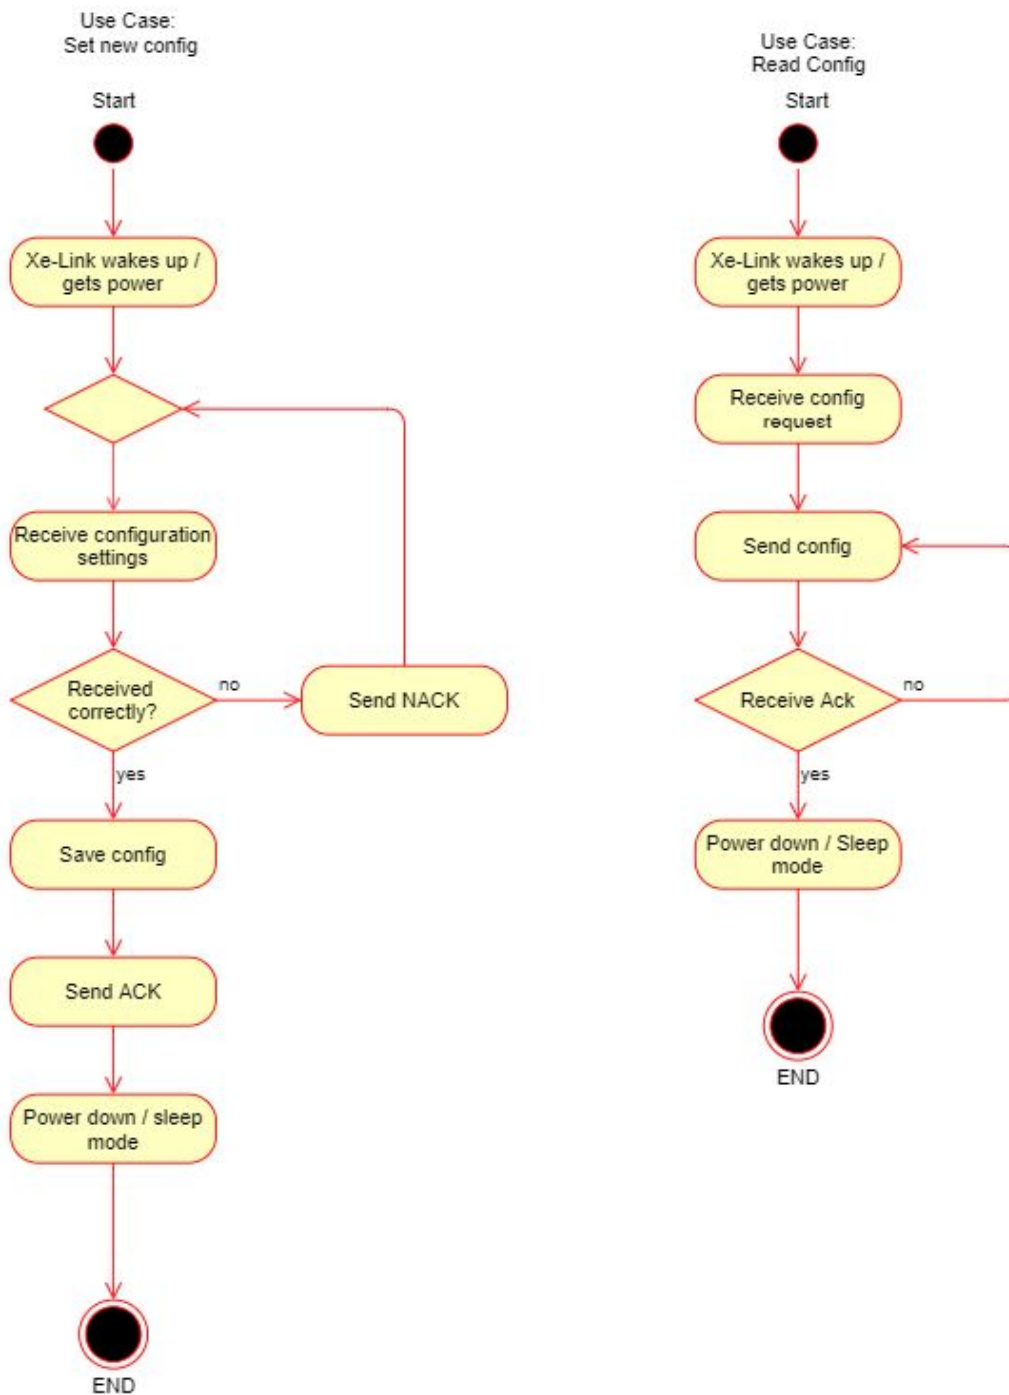 Use Case:
Set new config
Start
Xe-Link wakes up /
gets power
Receive configuration
settings
Received
correctly?
no
Send NACK
yes
Save config
Send ACK
Power down / sleep
mode
END
Use Case:
Read Config
Start
Xe-Link wakes up /
gets power
Receive config
request
Send config
Receive Ack
no
yes
Power down / Sleep
mode
END